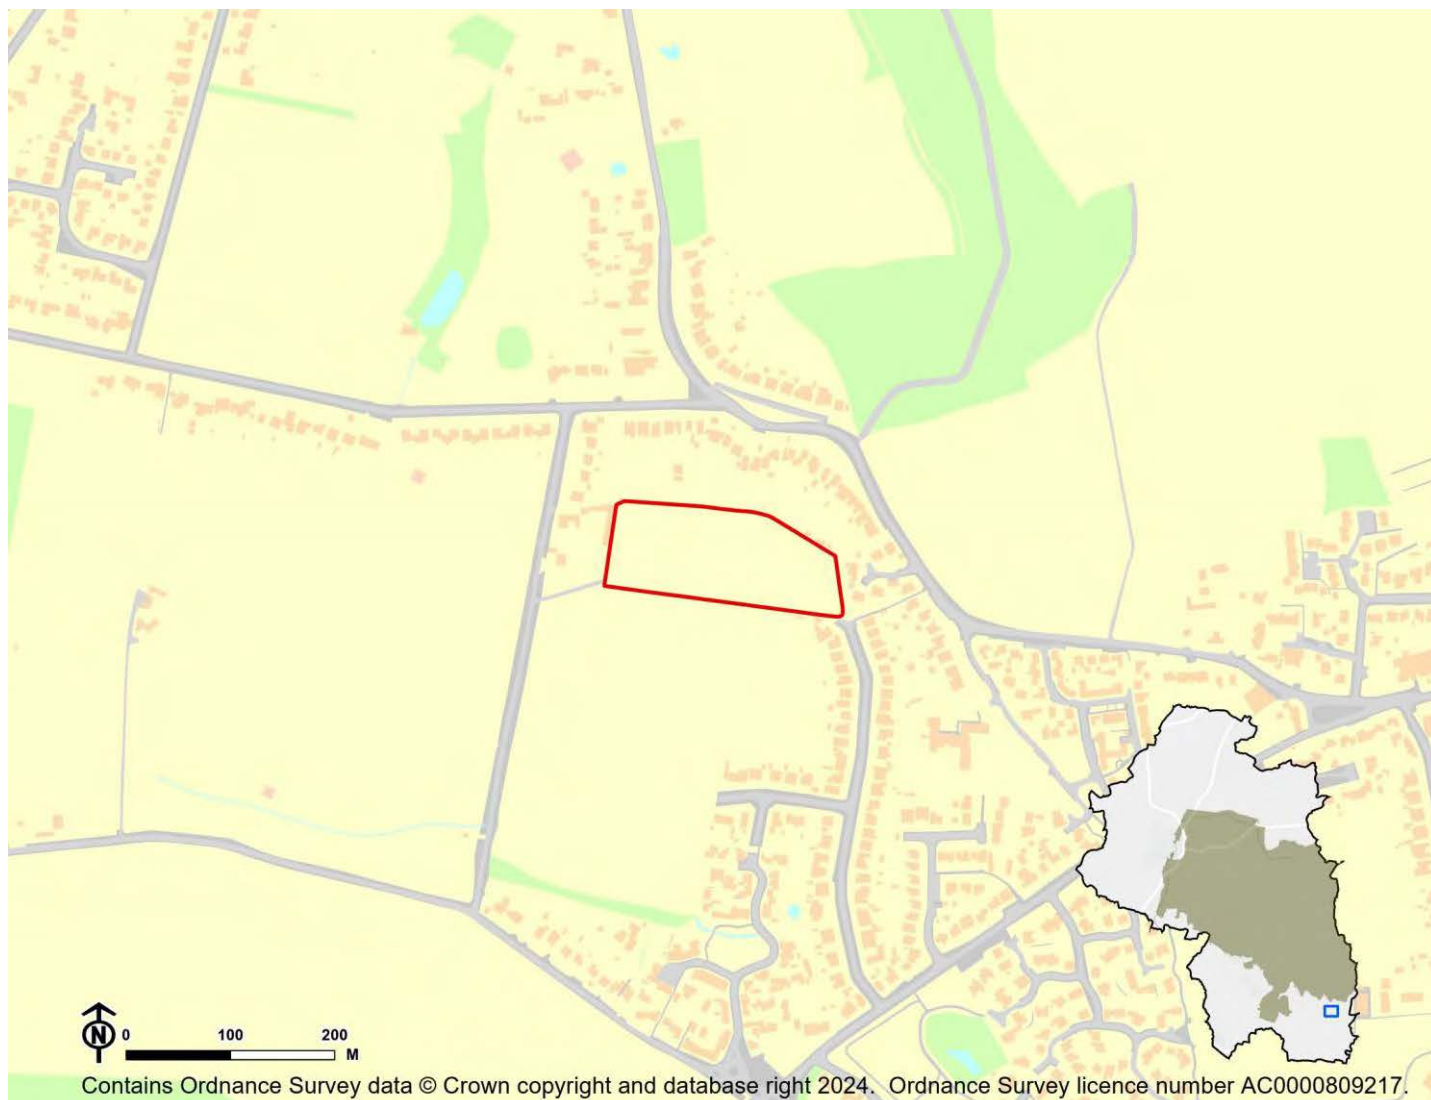 N
0 100 200
M
Contains Ordnance Survey data © Crown copyright and database right 2024. Ordnance Survey licence number AC0000809217.